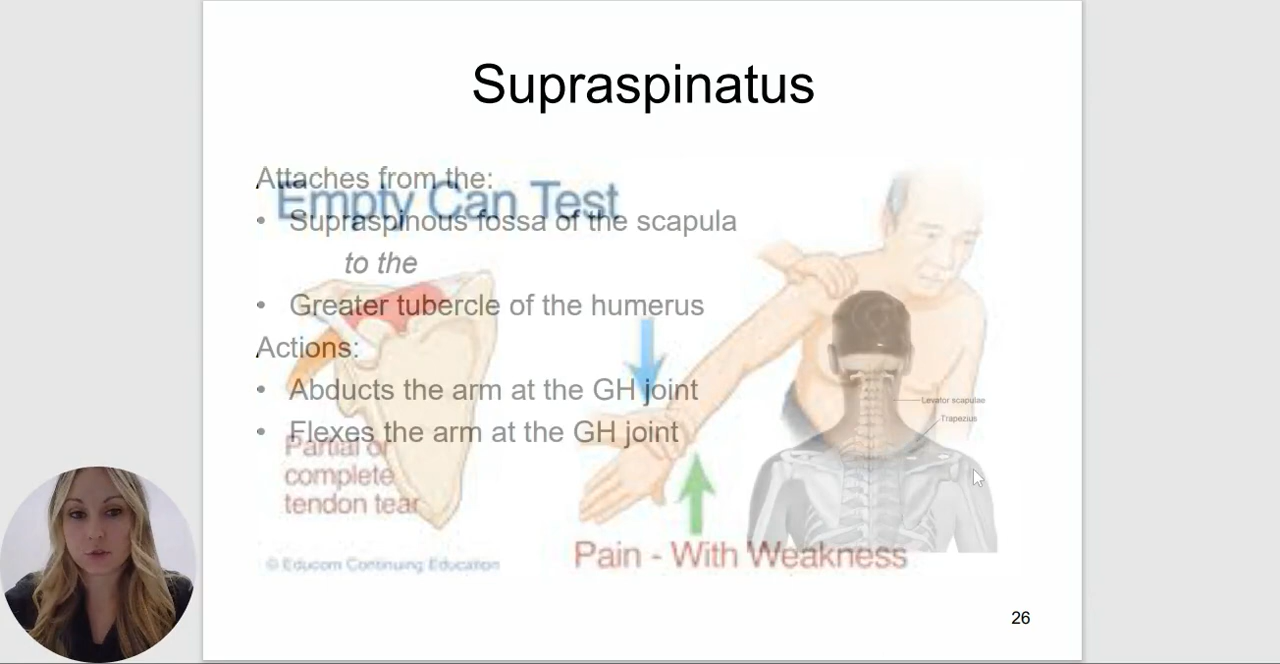 Supraspinatus
Attaches from the:
Empty Can Test
• Supraspinous fossa of the scapula
to the
• Greater tubercle of the humerus
Actions:
• Abducts the arm at the GH joint
Levator scapulae
Trapezius
• Flexes the arm at the GH joint
Partial or
complete
tendon tear
Pain - With Weakness
© Educom Continuing Education
26